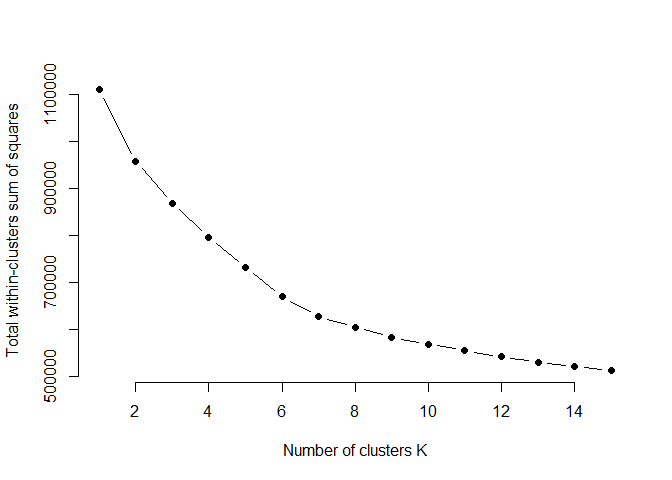 Total within-clusters sum of squares
1100000
900000
700000
500000
2 4 6 8 10 12 14
Number of clusters K